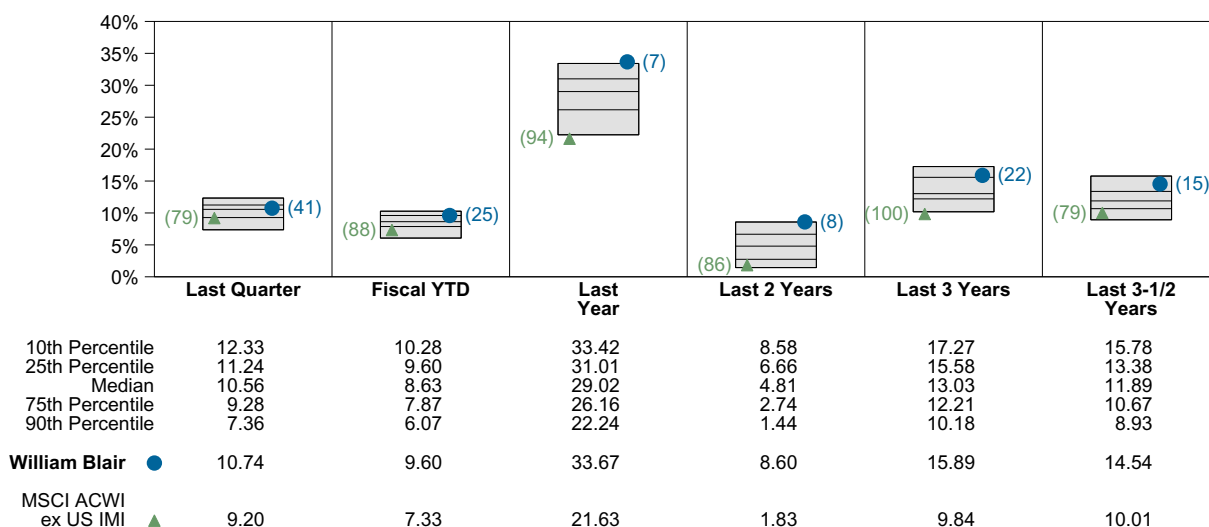 40%
35%
30%
25%
20%
15%
10%
5%
0%
(79) (41)
(88) (25)
(94) (7)
(86) (8)
(100) (22)
(79) (15)
Last Quarter Fiscal YTD Last Year Last 2 Years Last 3 Years Last 3-1/2 Years
10th Percentile 12.33 10.28 33.42 8.58 17.27 15.78
25th Percentile 11.24 9.60 31.01 6.66 15.58 13.38
Median 10.56 8.63 29.02 4.81 13.03 11.89
75th Percentile 9.28 7.87 26.16 2.74 12.21 10.67
90th Percentile 7.36 6.07 22.24 1.44 10.18 8.93
William Blair 10.74 9.60 33.67 8.60 15.89 14.54
MSCI ACWI
ex US IMI 9.20 7.33 21.63 1.83 9.84 10.01